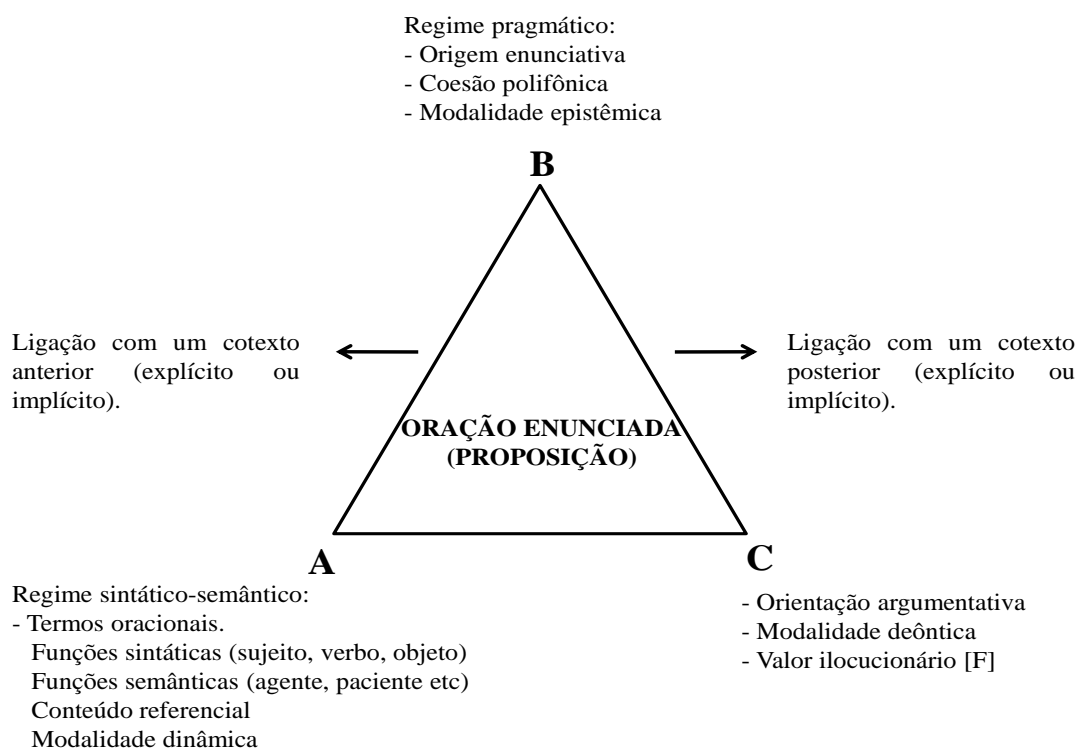 Regime pragmático:
- Origem enunciativa
- Coesão polifônica
- Modalidade epistêmica
B
Ligação com um cotexto
anterior (explícito ou
implícito).
Ligação com um cotexto
posterior (explícito ou
implícito).
ORAÇÃO ENUNCIADA
(PROPOSIÇÃO)
A
C
Regime sintático-semântico:
- Termos oracionais.
Funções sintáticas (sujeito, verbo, objeto)
Funções semânticas (agente, paciente etc)
Conteúdo referencial
Modalidade dinâmica
- Orientação argumentativa
- Modalidade deôntica
- Valor ilocucionário [F]